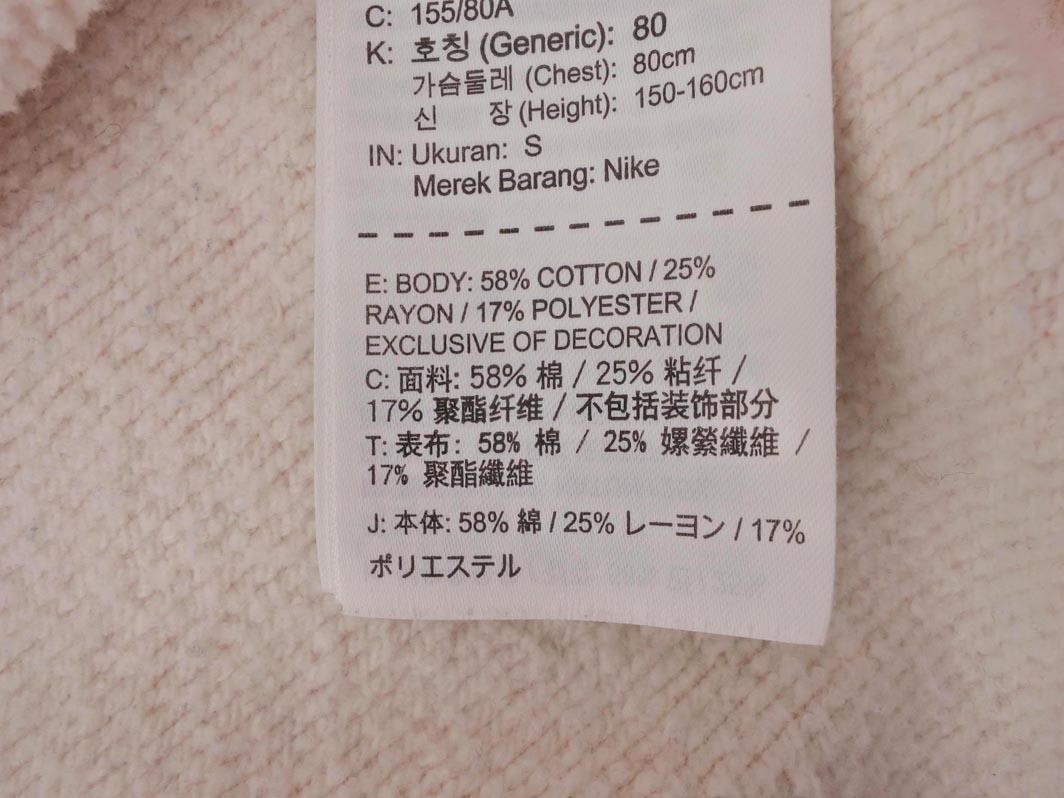 C: 155/80A
K: 호칭 (Generic): 80
가슴둘레 (Chest): 80cm
신 장 (Height): 150-160cm
IN: Ukuran: S
Merek Barang: Nike
E: BODY: 58% COTTON / 25%
RAYON / 17% POLYESTER /
EXCLUSIVE OF DECORATION
C: 面料: 58% 棉 / 25% 粘纤 /
17% 聚酯纤维 / 不包括装饰部分
T: 表布: 58% 棉 / 25% 嫘縈纖維 /
17% 聚酯纖維
J: 本体: 58% 綿 / 25% レーヨン / 17%
ポリエステル